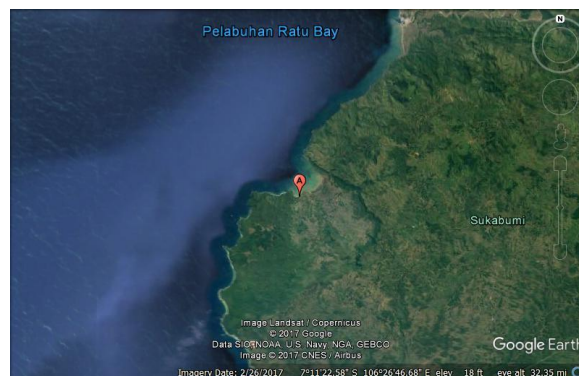 N
Pelabuhan Ratu Bay
A
Sukabumi
Image Landsat / Copernicus
© 2017 Google
Data SIO, NOAA, U.S. Navy, NGA, GEBCO
Image © 2017 CNES / Airbus
Google Earth
Imagery Date: 2/26/2017 7°11'22.58" S 106°26'46.68" E elev 18 ft eye alt 32.35 mi